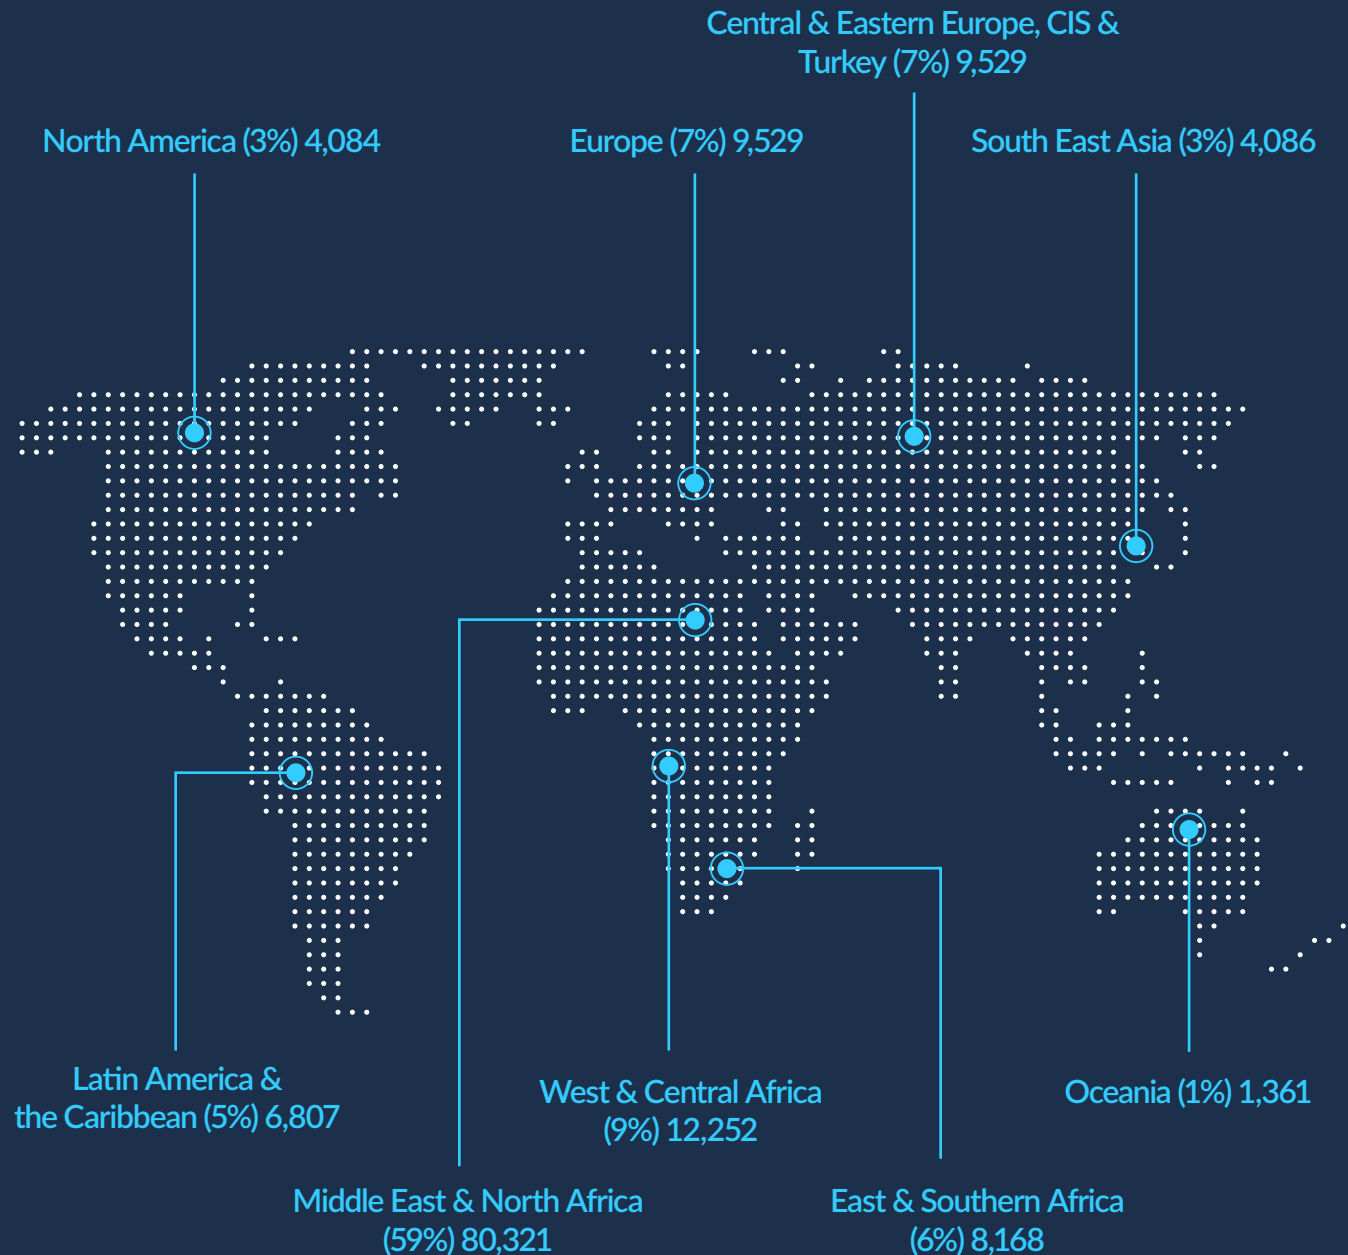 Central & Eastern Europe, CIS &
Turkey (7%) 9,529
North America (3%) 4,084
Europe (7%) 9,529
South East Asia (3%) 4,086
Latin America &
the Caribbean (5%) 6,807
West & Central Africa
(9%) 12,252
Oceania (1%) 1,361
Middle East & North Africa
(59%) 80,321
East & Southern Africa
(6%) 8,168